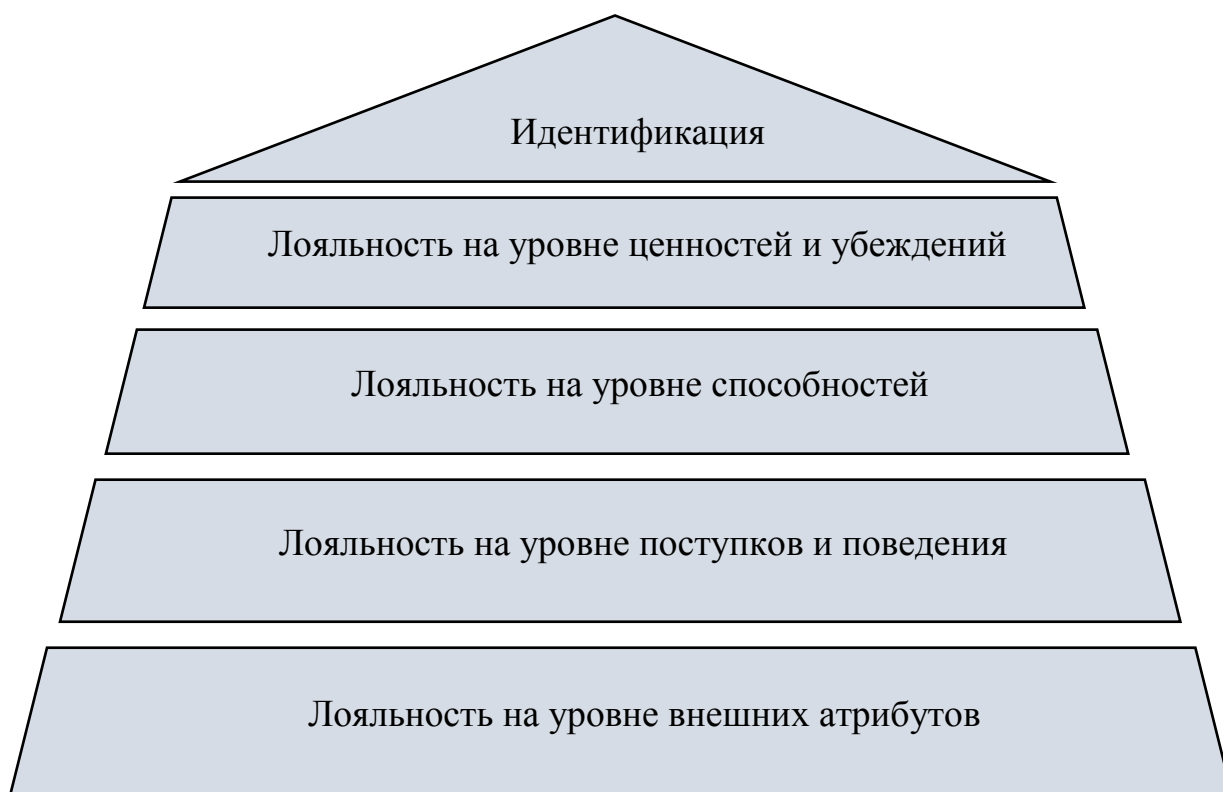 Идентификация
Лояльность на уровне ценностей и убеждений
Лояльность на уровне способностей
Лояльность на уровне поступков и поведения
Лояльность на уровне внешних атрибутов